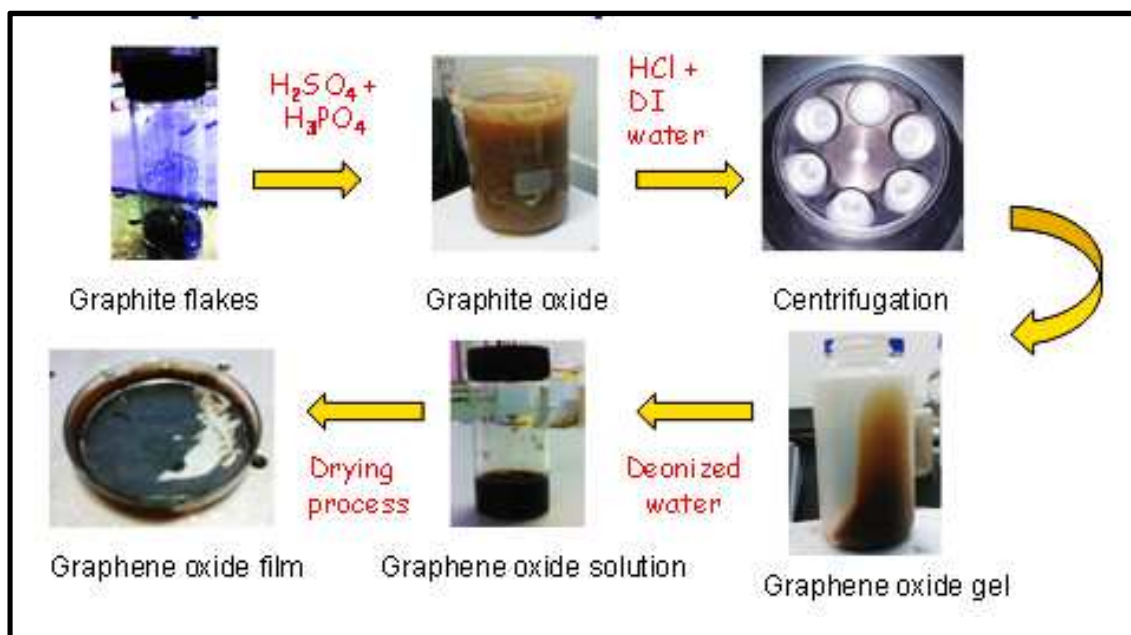 H₂SO₄ +
H₃PO₄
HCl +
DI
water
Graphite flakes
Graphite oxide
Centrifugation
Drying
process
Deonized
water
Graphene oxide film
Graphene oxide solution
Graphene oxide gel